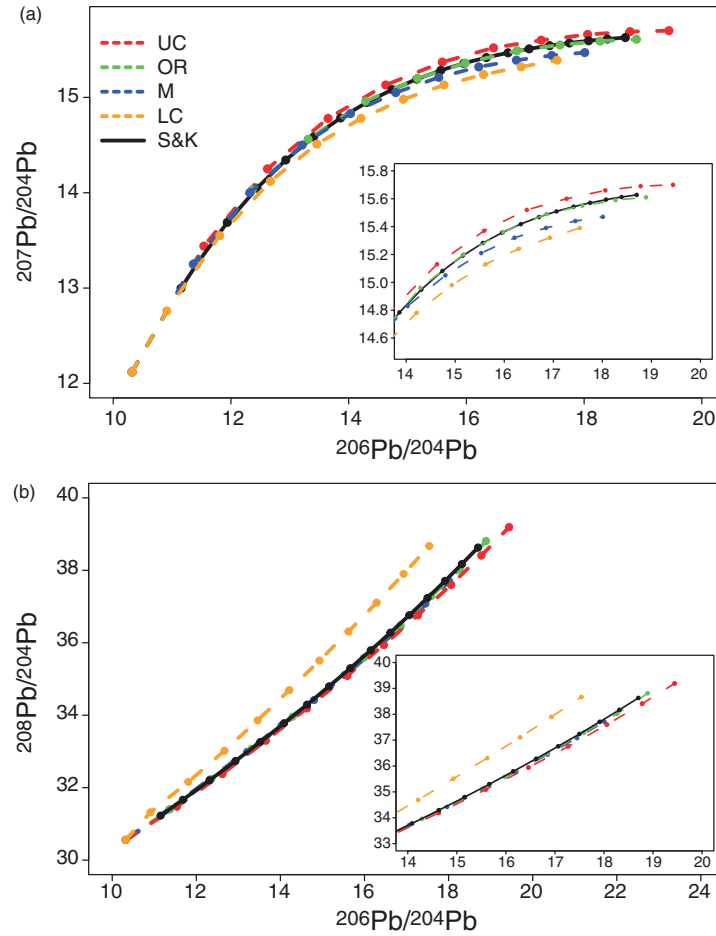 (a)
UC
OR
M
LC
S&K
207Pb/204Pb
15
14
13
12
10 12 14 16 18 20
206Pb/204Pb
15.8
15.6
15.4
15.2
15.0
14.8
14.6
14 15 16 17 18 19 20
(b)
208Pb/204Pb
40
38
36
34
32
30
10 12 14 16 18 20 22 24
206Pb/204Pb
40
39
38
37
36
35
34
33
14 15 16 17 18 19 20